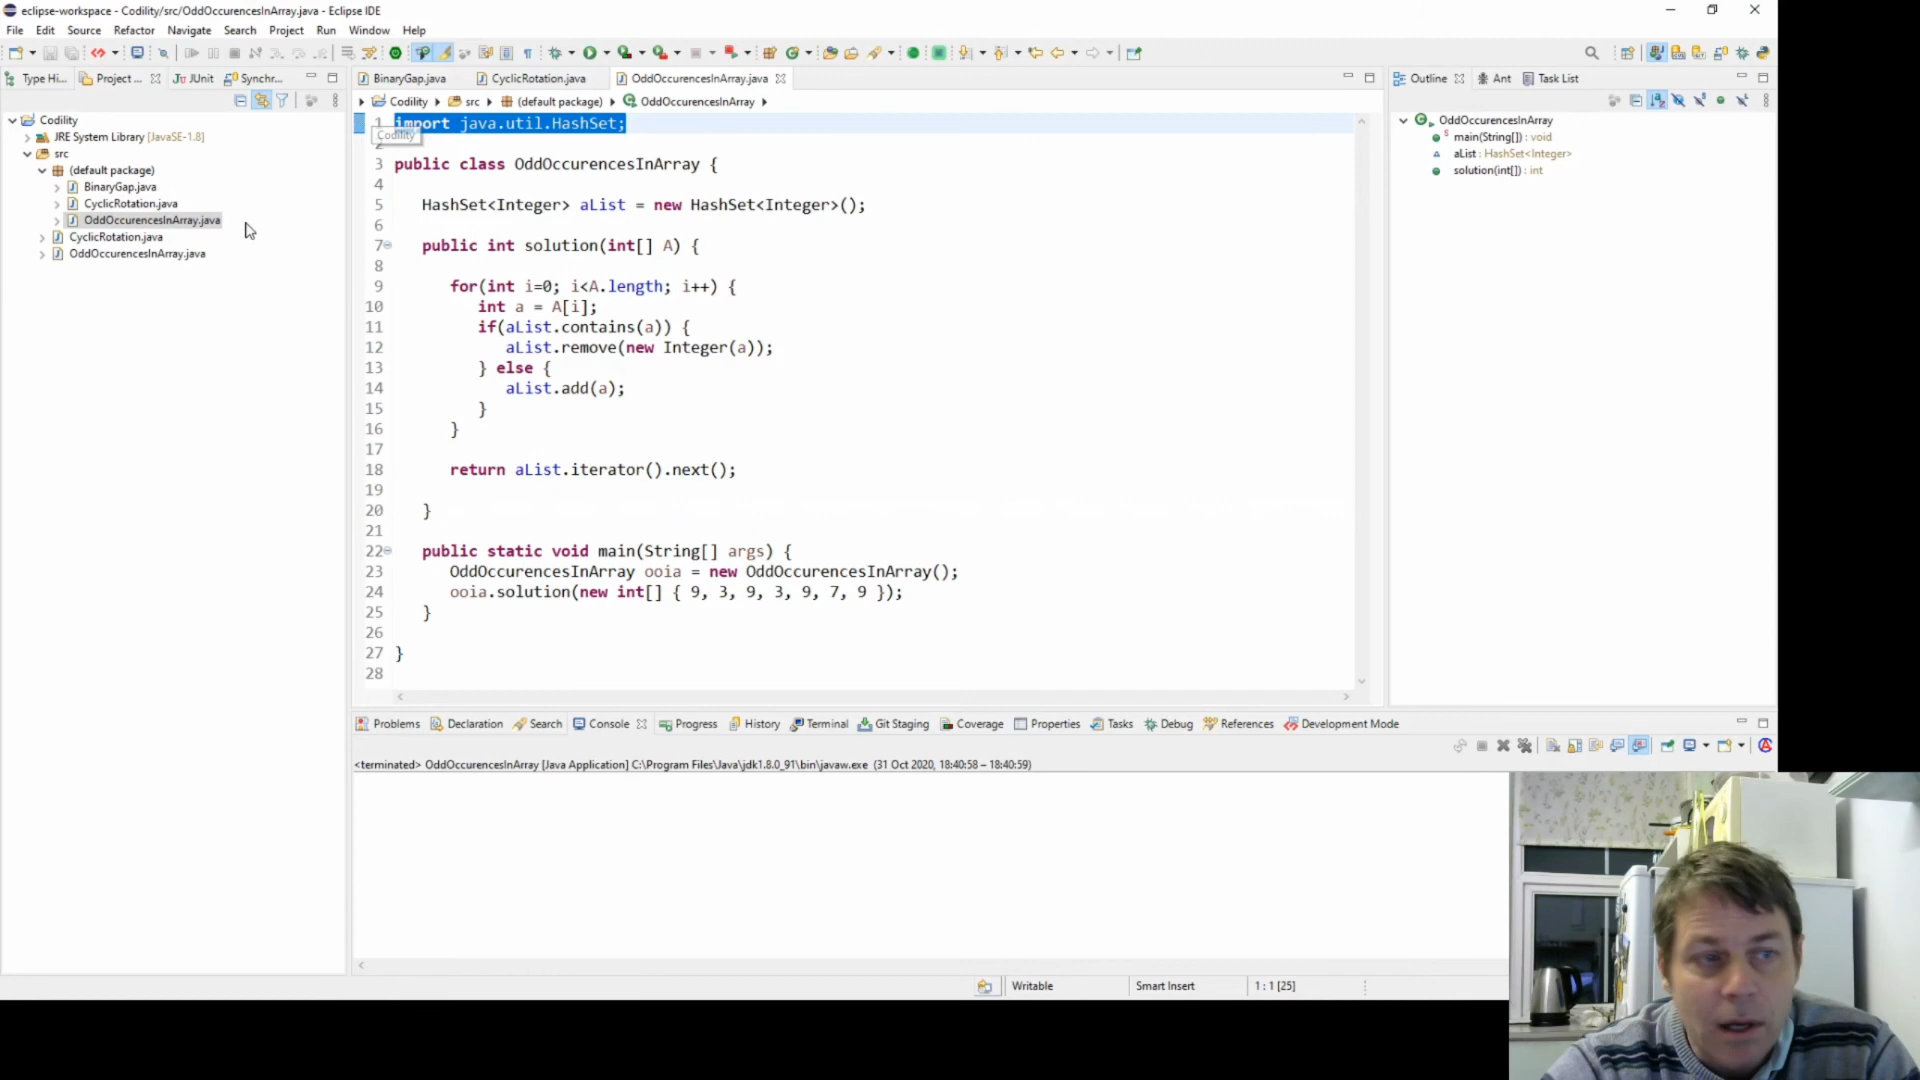 eclipse-workspace - Codility/src/OddOccurencesInArray.java - Eclipse IDE
File Edit Source Refactor Navigate Search Project Run Window Help
Type Hi... Project ... JUnit Synchr...
BinaryGap.java CyclicRotation.java OddOccurencesInArray.java
Outline Ant Task List
Codility src (default package) OddOccurencesInArray
Codility
JRE System Library [JavaSE-1.8]
src
(default package)
BinaryGap.java
CyclicRotation.java
OddOccurencesInArray.java
CyclicRotation.java
OddOccurencesInArray.java
1 import java.util.HashSet;
Codility
2
3 public class OddOccurencesInArray {
4
5 HashSet<Integer> aList = new HashSet<Integer>();
6
7 public int solution(int[] A) {
8
9 for(int i=0; i<A.length; i++) {
10 int a = A[i];
11 if(aList.contains(a)) {
12 aList.remove(new Integer(a));
13 } else {
14 aList.add(a);
15 }
16 }
17
18 return aList.iterator().next();
19
20 }
21
22 public static void main(String[] args) {
23 OddOccurencesInArray ooia = new OddOccurencesInArray();
24 ooia.solution(new int[] { 9, 3, 9, 3, 9, 7, 9 });
25 }
26
27 }
28
OddOccurencesInArray
main(String[]) : void
aList : HashSet<Integer>
solution(int[]) : int
Problems Declaration Search Console Progress History Terminal Git Staging Coverage Properties Tasks Debug References Development Mode
<terminated> OddOccurencesInArray [Java Application] C:\Program Files\Java\jdk1.8.0_91\bin\javaw.exe (31 Oct 2020, 18:40:58 – 18:40:59)
Writable Smart Insert 1 : 1 [25]